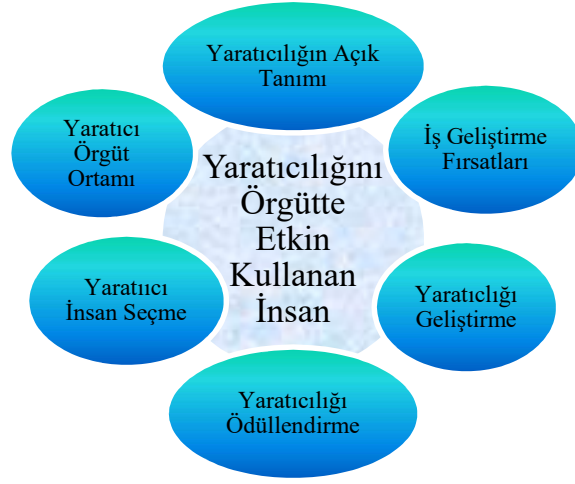 Yaratıcılığın Açık
Tanımı
İş Geliştirme
Fırsatları
Yaratıclığı
Geliştirme
Yaratıcılığı
Ödüllendirme
Yaratııcı
İnsan Seçme
Yaratıcı
Örgüt
Ortamı
Yaratıcılığını
Örgütte
Etkin
Kullanan
İnsan